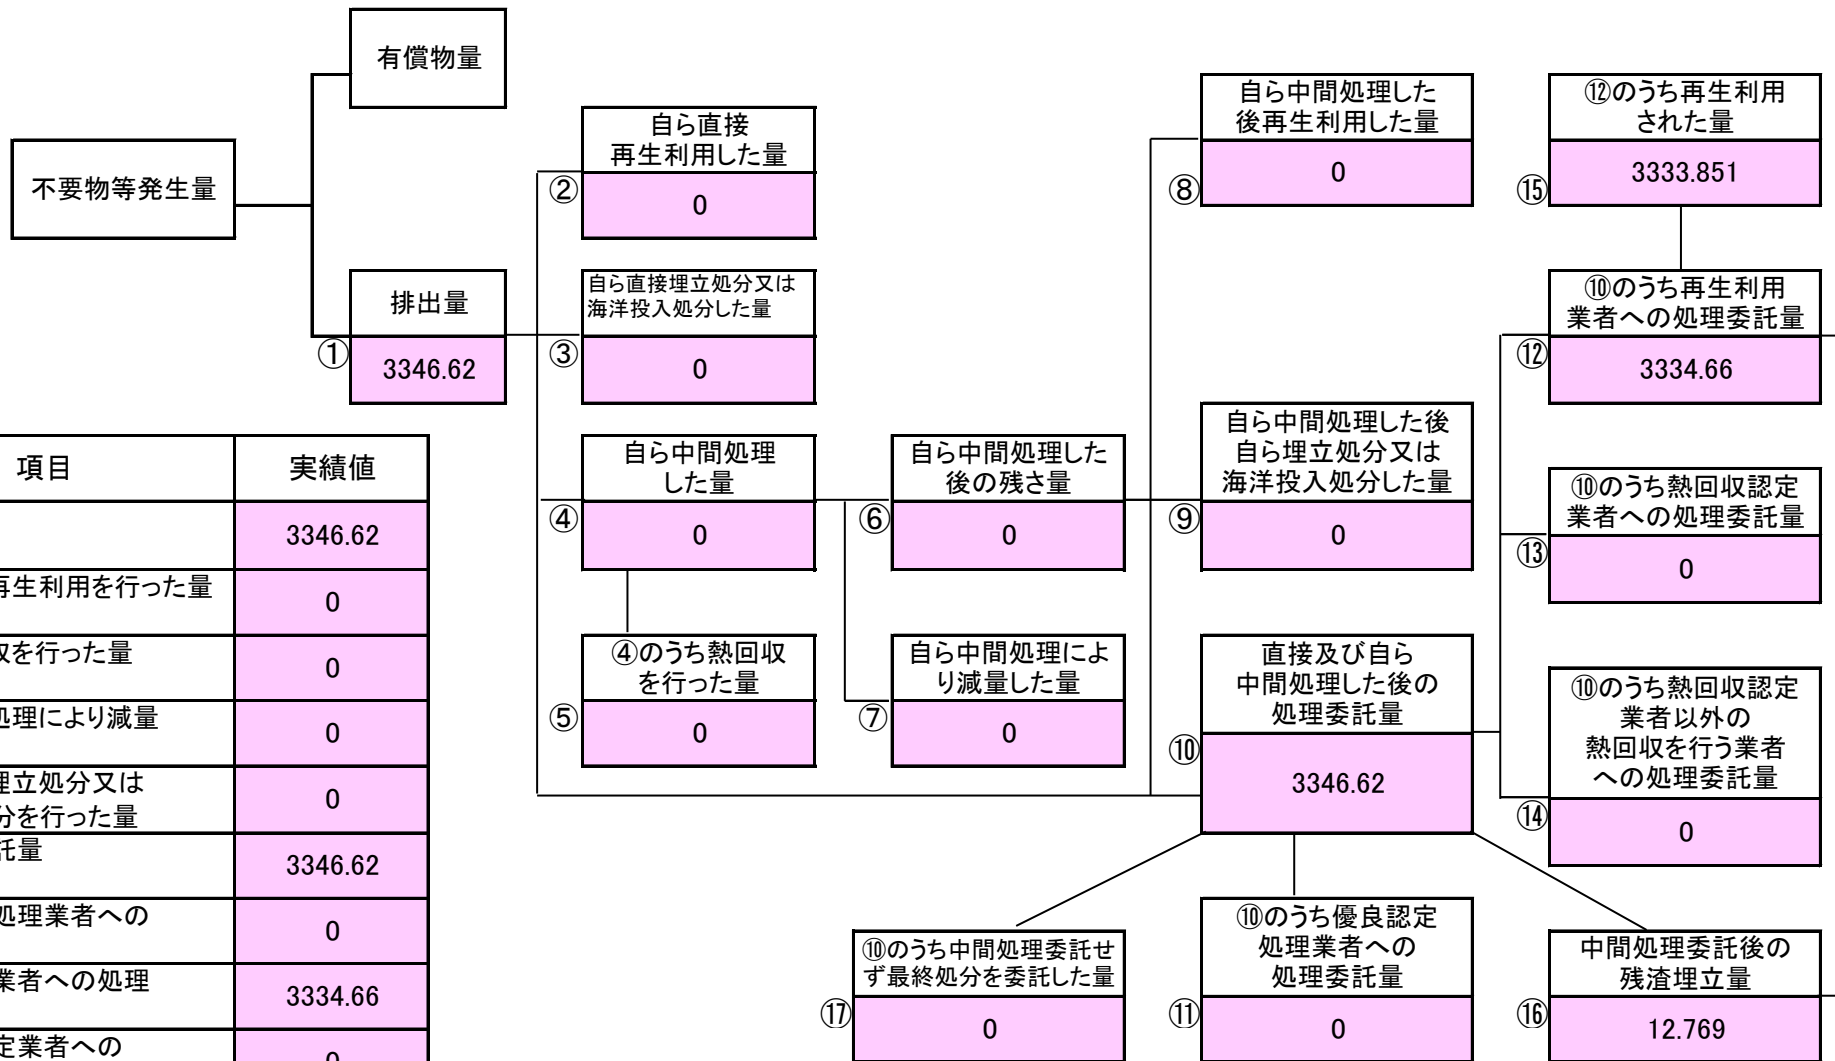 有償物量
不要物等発生量
排出量
①
3346.62
自ら直接
再生利用した量
②
0
自ら直接埋立処分又は
海洋投入処分した量
③
0
自ら中間処理
した量
④
0
④のうち熱回収
を行った量
⑤
0
自ら中間処理した
後の残さ量
⑥
0
自ら中間処理によ
り減量した量
⑦
0
自ら中間処理した
後再生利用した量
⑧
0
自ら中間処理した後
自ら埋立処分又は
海洋投入処分した量
⑨
0
直接及び自ら
中間処理した後の
処理委託量
⑩
3346.62
⑫のうち再生利用
された量
⑮
3333.851
⑩のうち再生利用
業者への処理委託量
⑫
3334.66
⑩のうち熱回収認定
業者への処理委託量
⑬
0
⑩のうち熱回収認定
業者以外の
熱回収を行う業者
への処理委託量
⑭
0
⑩のうち中間処理委託せ
ず最終処分を委託した量
⑰
0
⑩のうち優良認定
処理業者への
処理委託量
⑪
0
中間処理委託後の
残渣埋立量
⑯
12.769
項目 実績値
3346.62
再生利用を行った量
0
を行った量
0
処理により減量
0
埋立処分又は
分を行った量
0
託量
3346.62
処理業者への
0
業者への処理
3334.66
定業者への
0